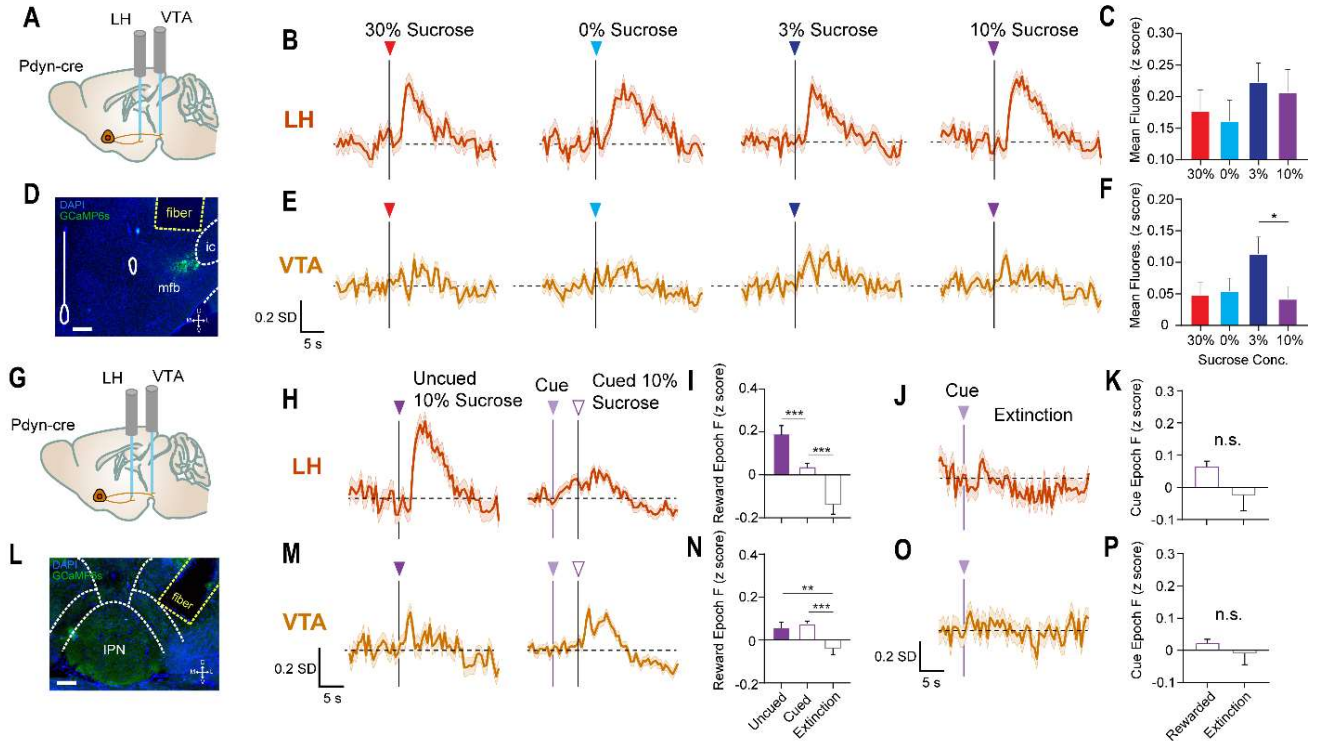 A
LH
VTA
Pdyn-cre
B
30% Sucrose
0% Sucrose
3% Sucrose
10% Sucrose
LH
C
Mean Fluores. (z score)
0.30
0.25
0.20
0.15
0.10
30%
0%
3%
10%
D
DAPI
GCaMP6s
fiber
ic
mfb
E
VTA
0.2 SD
5 s
F
Mean Fluores. (z score)
0.20
0.15
0.10
0.05
0
*
30%
0%
3%
10%
Sucrose Conc.
G
LH
VTA
Pdyn-cre
H
Uncued
10% Sucrose
Cue
Cued 10%
Sucrose
LH
I
Reward Epoch F (z score)
0.4
0.2
0
-0.2
***
***
J
Cue
Extinction
K
Cue Epoch F (z score)
0.3
0.2
0.1
0
-0.1
n.s.
L
DAPI
GCaMP6s
fiber
IPN
M
VTA
0.2 SD
5 s
N
Reward Epoch F (z score)
0.4
0.2
0
-0.2
**
***
Uncued
Cued
Extinction
O
0.2 SD
5 s
P
Cue Epoch F (z score)
0.3
0.2
0.1
0
-0.1
n.s.
Rewarded
Extinction